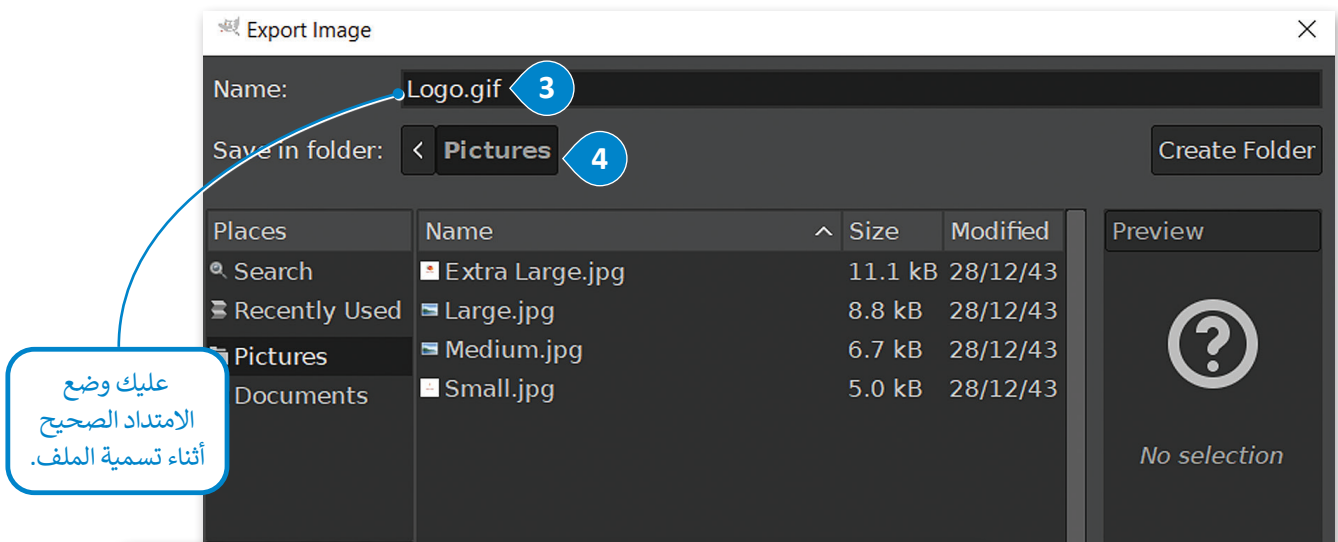 Export Image
Name: Logo.gif 3
Save in folder: < Pictures 4 Create Folder
Places Name Size Modified Preview
Search Extra Large.jpg 11.1 kB 28/12/43
Recently Used Large.jpg 8.8 kB 28/12/43
Pictures Medium.jpg 6.7 kB 28/12/43
Documents Small.jpg 5.0 kB 28/12/43
No selection
عليك وضع
الامتداد الصحيح
أثناء تسمية الملف.